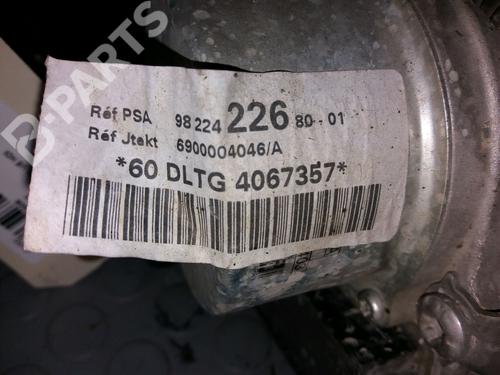 B-PARTS
Réf PSA 98 224 226 80-01
Réf Jtekt 6900004046/A
*60 DLTG 4067357*